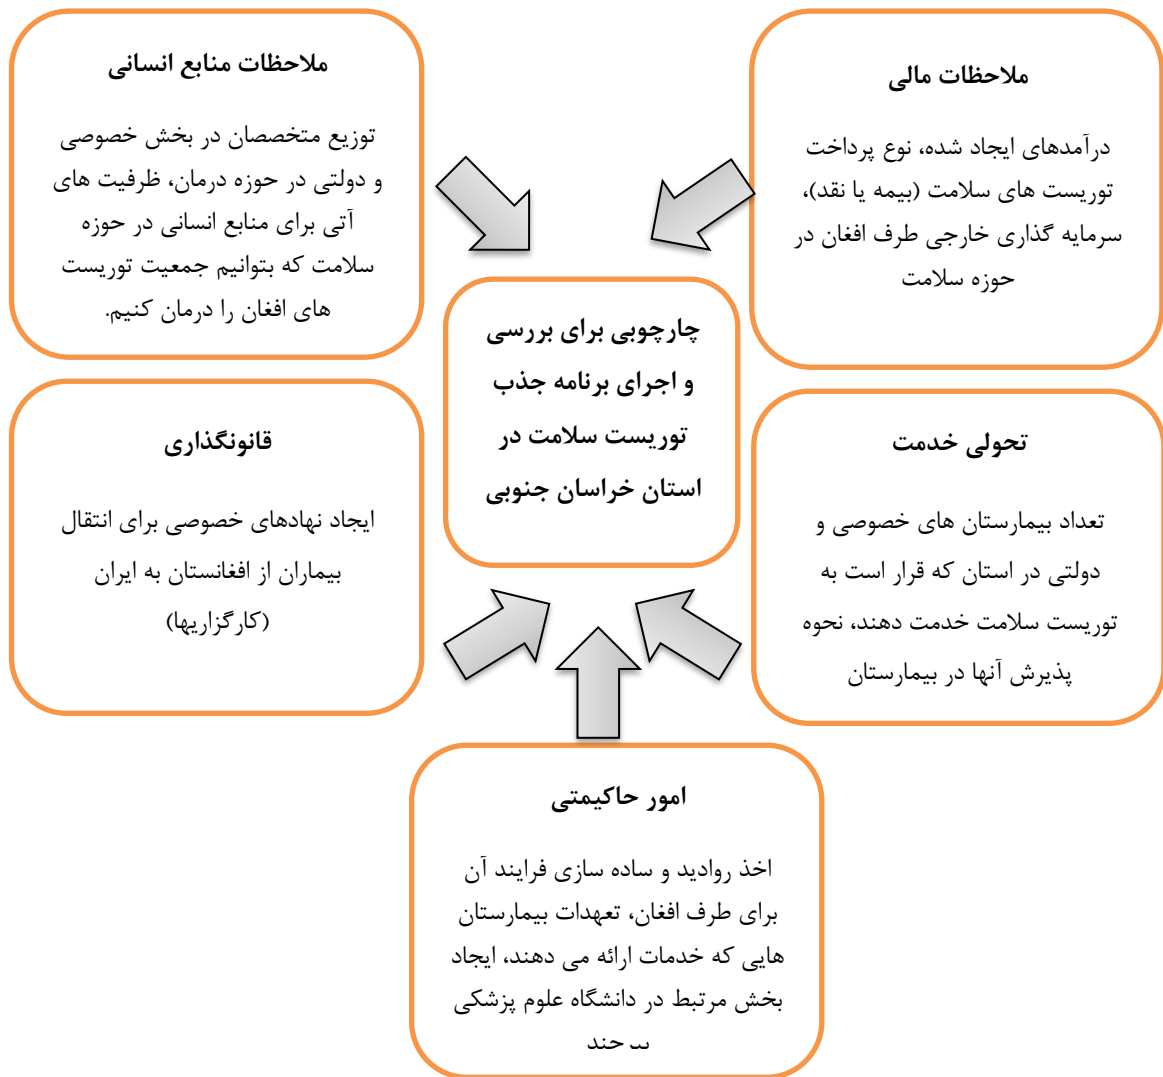 ملاحظات مالی
درآمدهای ایجاد شده، نوع پرداخت
توریست های سلامت (بیمه یا نقد)،
سرمایه گذاری خارجی طرف افغان در
حوزه سلامت
ملاحظات منابع انسانی
توزیع متخصصان در بخش خصوصی
و دولتی در حوزه درمان، ظرفیت های
آتی برای منابع انسانی در حوزه
سلامت که بتوانیم جمعیت توریست
های افغان را درمان کنیم.
چارچوبی برای بررسی
و اجرای برنامه جذب
توریست سلامت در
استان خراسان جنوبی
تحولی خدمت
تعداد بیمارستان های خصوصی و
دولتی در استان که قرار است به
توریست سلامت خدمت دهند، نحوه
پذیرش آنها در بیمارستان
قانونگذاری
ایجاد نهادهای خصوصی برای انتقال
بیماران از افغانستان به ایران
(کارگزاریها)
امور حاکیمتی
اخذ روادید و ساده سازی فرایند آن
برای طرف افغان، تعهدات بیمارستان
هایی که خدمات ارائه می دهند، ایجاد
بخش مرتبط در دانشگاه علوم پزشکی